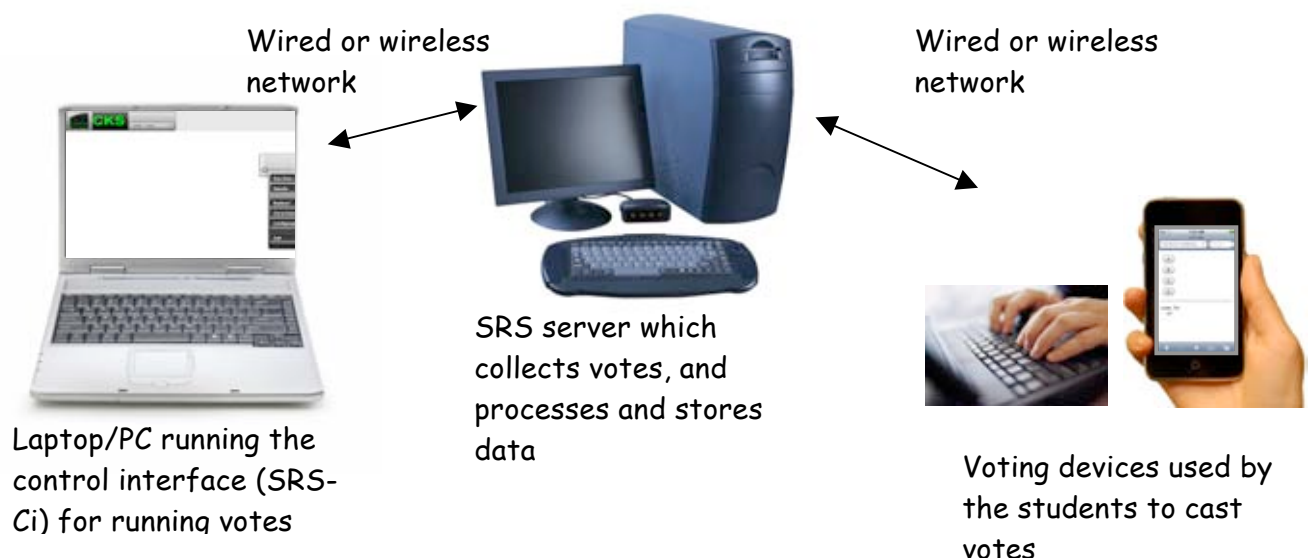 Wired or wireless
network
Wired or wireless
network
CKS
SRS server which
collects votes, and
processes and stores
data
Laptop/PC running the
control interface (SRS-
Ci) for running votes
Voting devices used by
the students to cast
votes